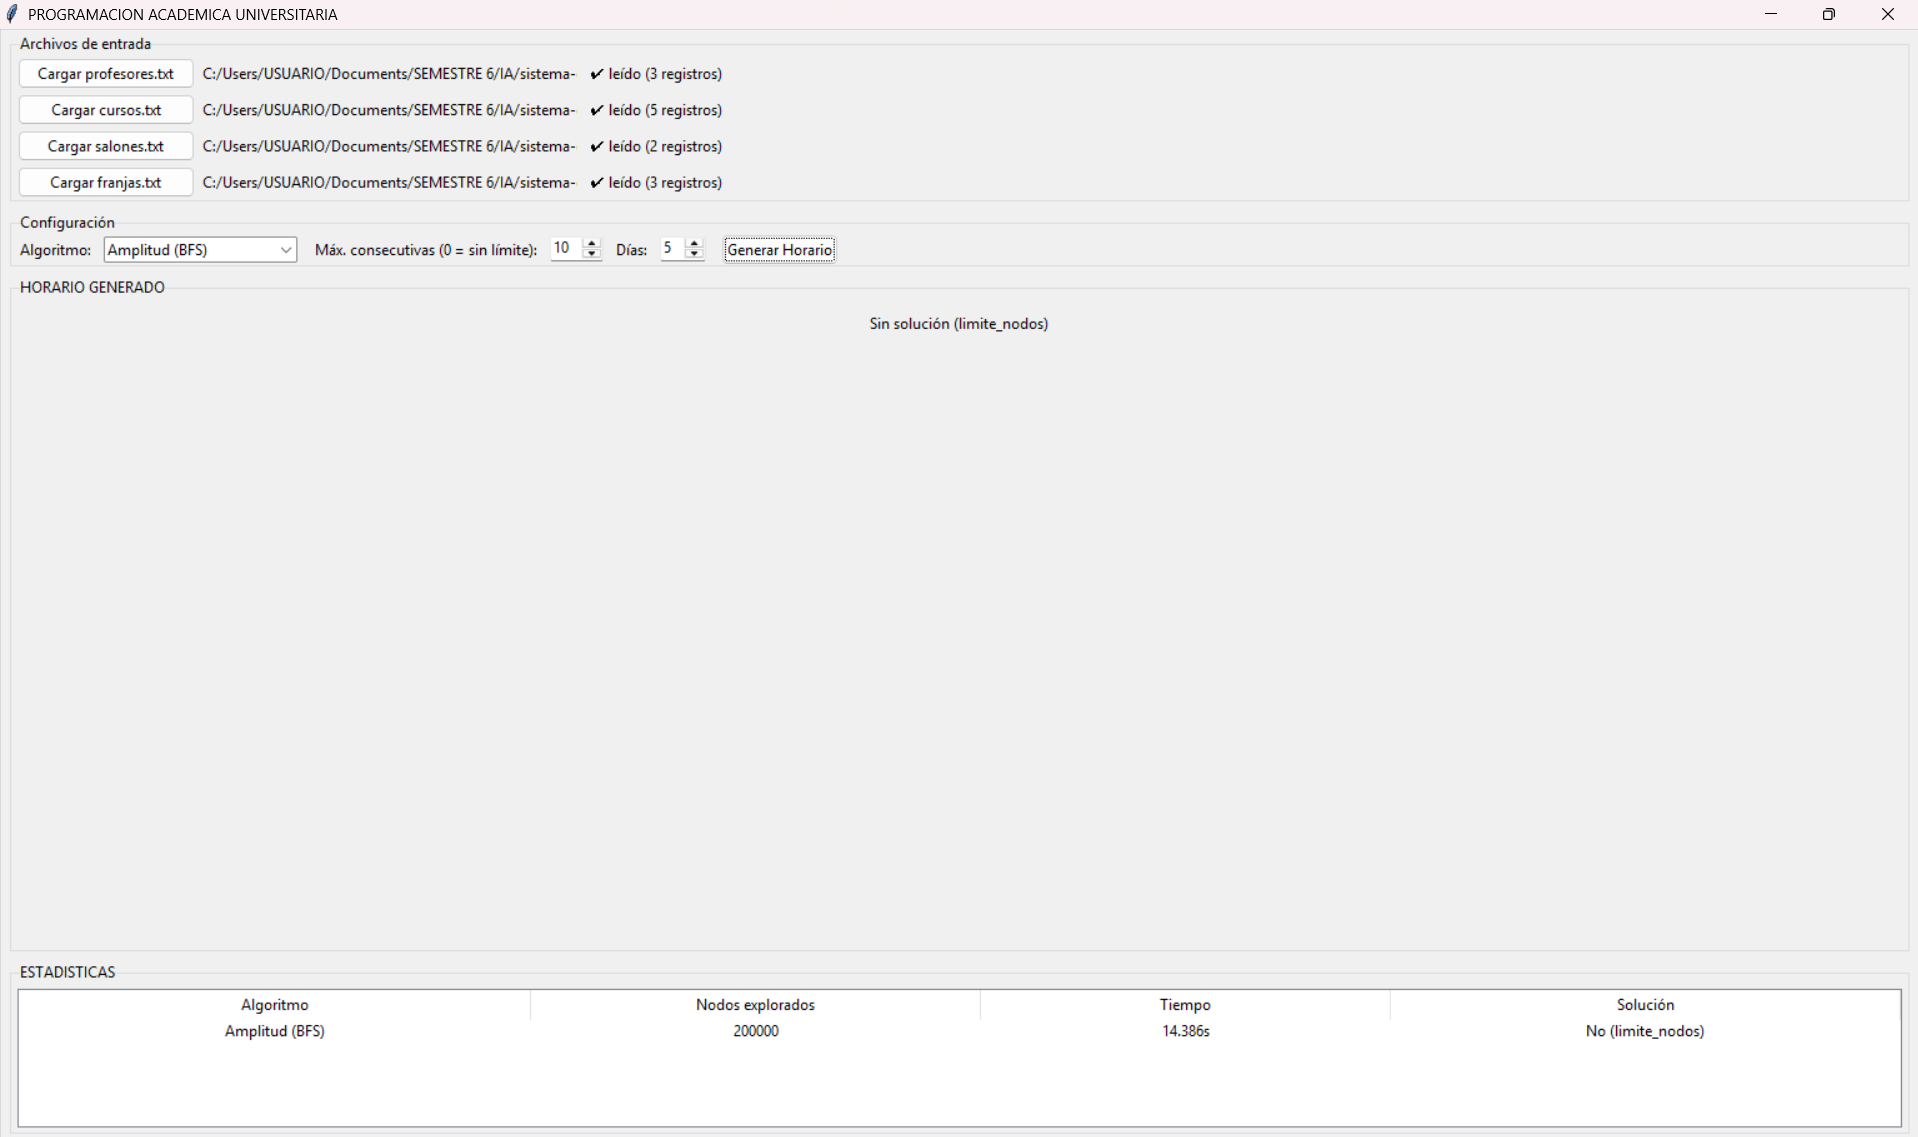 PROGRAMACION ACADEMICA UNIVERSITARIA
Archivos de entrada
Cargar profesores.txt C:/Users/USUARIO/Documents/SEMESTRE 6/IA/sistema- ✔ leído (3 registros)
Cargar cursos.txt C:/Users/USUARIO/Documents/SEMESTRE 6/IA/sistema- ✔ leído (5 registros)
Cargar salones.txt C:/Users/USUARIO/Documents/SEMESTRE 6/IA/sistema- ✔ leído (2 registros)
Cargar franjas.txt C:/Users/USUARIO/Documents/SEMESTRE 6/IA/sistema- ✔ leído (3 registros)
Configuración
Algoritmo: Amplitud (BFS) Máx. consecutivas (0 = sin límite): 10 Días: 5 Generar Horario
HORARIO GENERADO
Sin solución (limite_nodos)
ESTADISTICAS
Algoritmo Nodos explorados Tiempo Solución
Amplitud (BFS) 200000 14.386s No (limite_nodos)